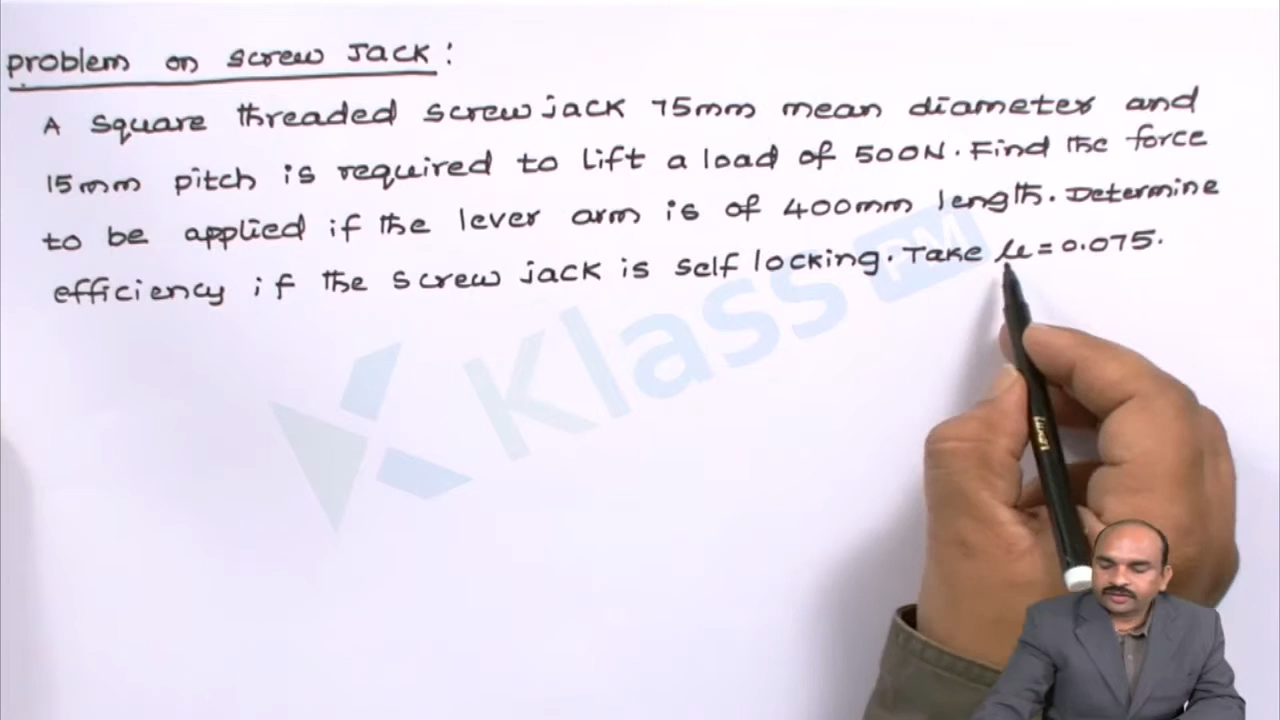 problem on screw Jack :
A square threaded screw jack 75mm mean diameter and
15mm pitch is required to lift a load of 500N. Find the force
to be applied if the lever arm is of 400mm length. Determine
efficiency if the screw jack is self locking. Take μ = 0.075.
Klass PM